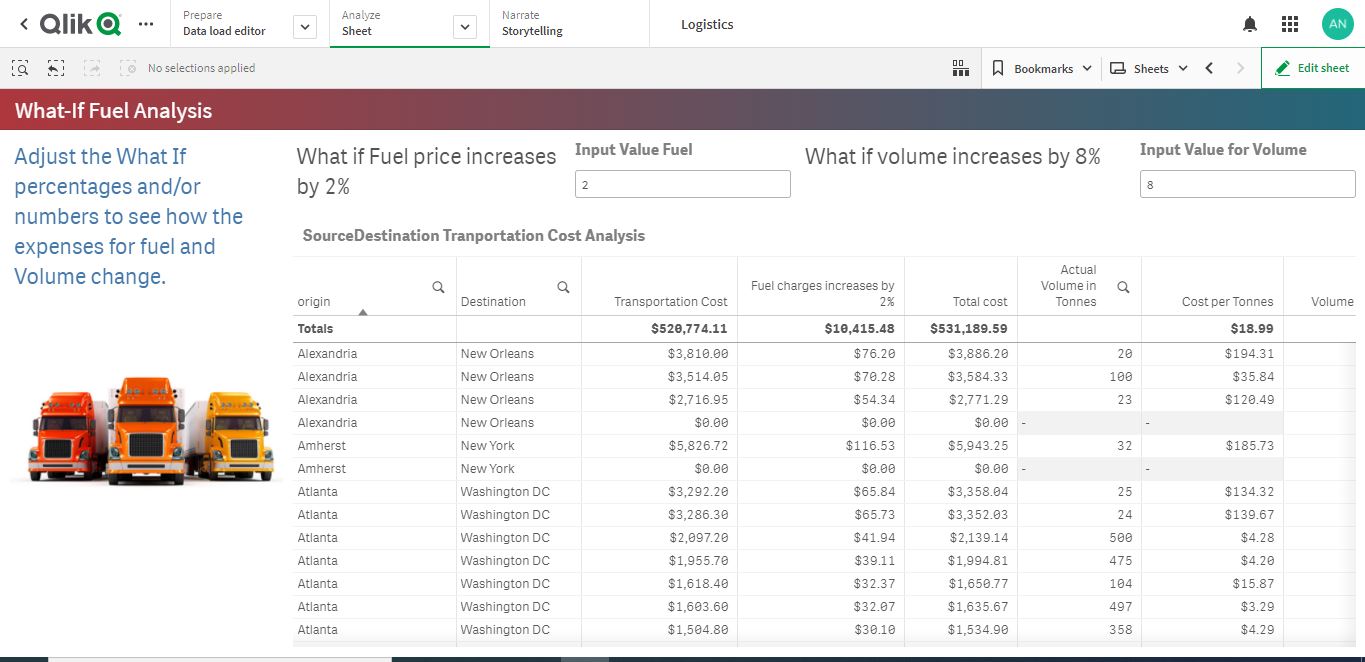 Qlik
Prepare
Data load editor
Analyze
Sheet
Narrate
Storytelling
Logistics
AN
No selections applied
Bookmarks
Sheets
Edit sheet
What-If Fuel Analysis
Adjust the What If
percentages and/or
numbers to see how the
expenses for fuel and
Volume change.
What if Fuel price increases
by 2%
Input Value Fuel
2
What if volume increases by 8%
Input Value for Volume
8
SourceDestination Tranportation Cost Analysis
origin Destination Transportation Cost Fuel charges increases by 2% Total cost Actual Volume in Tonnes Cost per Tonnes Volume
Totals $520,774.11 $10,415.48 $531,189.59 $18.99
Alexandria New Orleans $3,810.00 $76.20 $3,886.20 20 $194.31
Alexandria New Orleans $3,514.05 $70.28 $3,584.33 100 $35.84
Alexandria New Orleans $2,716.95 $54.34 $2,771.29 23 $120.49
Alexandria New Orleans $0.00 $0.00 $0.00 - -
Amherst New York $5,826.72 $116.53 $5,943.25 32 $185.73
Amherst New York $0.00 $0.00 $0.00 - -
Atlanta Washington DC $3,292.20 $65.84 $3,358.04 25 $134.32
Atlanta Washington DC $3,286.30 $65.73 $3,352.03 24 $139.67
Atlanta Washington DC $2,097.20 $41.94 $2,139.14 500 $4.28
Atlanta Washington DC $1,955.70 $39.11 $1,994.81 475 $4.20
Atlanta Washington DC $1,618.40 $32.37 $1,650.77 104 $15.87
Atlanta Washington DC $1,603.60 $32.07 $1,635.67 497 $3.29
Atlanta Washington DC $1,504.80 $30.10 $1,534.90 358 $4.29